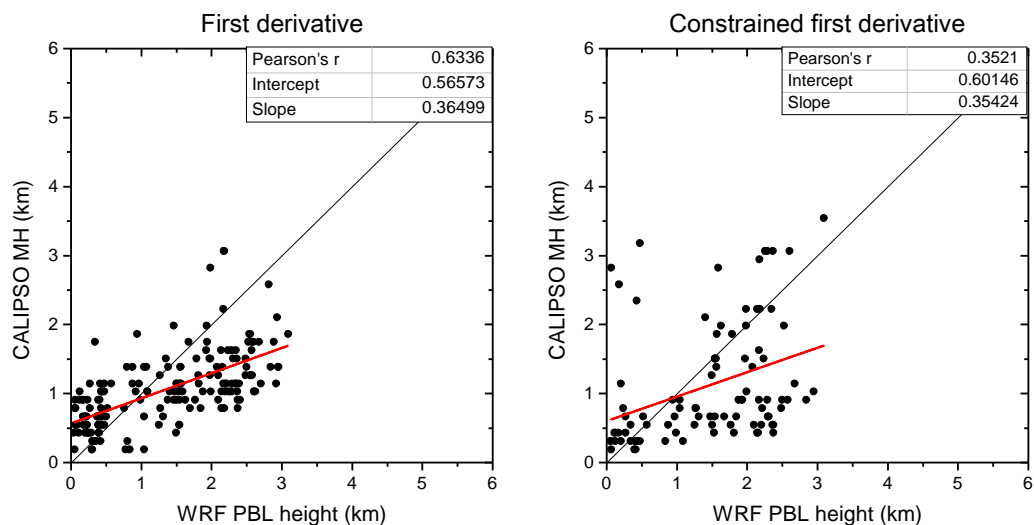 First derivative
6
5
4
3
2
1
0
CALIPSO MH (km)
Pearson's r 0.6336
Intercept 0.56573
Slope 0.36499
0 1 2 3 4 5 6
WRF PBL height (km)
Constrained first derivative
6
5
4
3
2
1
0
CALIPSO MH (km)
Pearson's r 0.3521
Intercept 0.60146
Slope 0.35424
0 1 2 3 4 5 6
WRF PBL height (km)